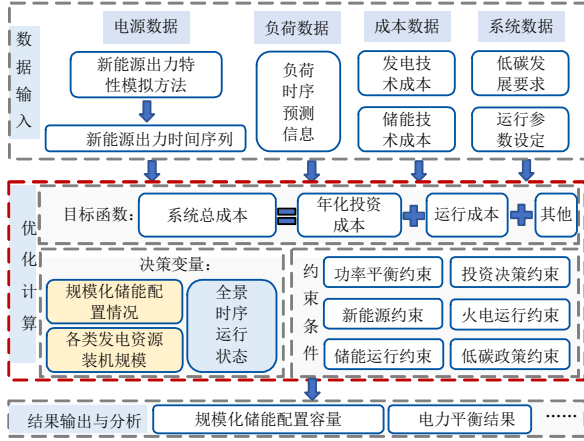 数据输入
电源数据
新能源出力特
性模拟方法
新能源出力时间序列
负荷数据
负荷
时序
预测
信息
成本数据
发电技
术成本
储能技
术成本
系统数据
低碳发
展要求
运行参
数设定
优化计算
目标函数：
系统总成本
=
年化投资
成本
+
运行成本
+
其他
决策变量：
规模化储能配
置情况
各类发电资源
装机规模
全景
时序
运行
状态
约束条件
功率平衡约束
投资决策约束
新能源约束
火电运行约束
储能运行约束
低碳政策约束
结果输出与分析
规模化储能配置容量
电力平衡结果
……